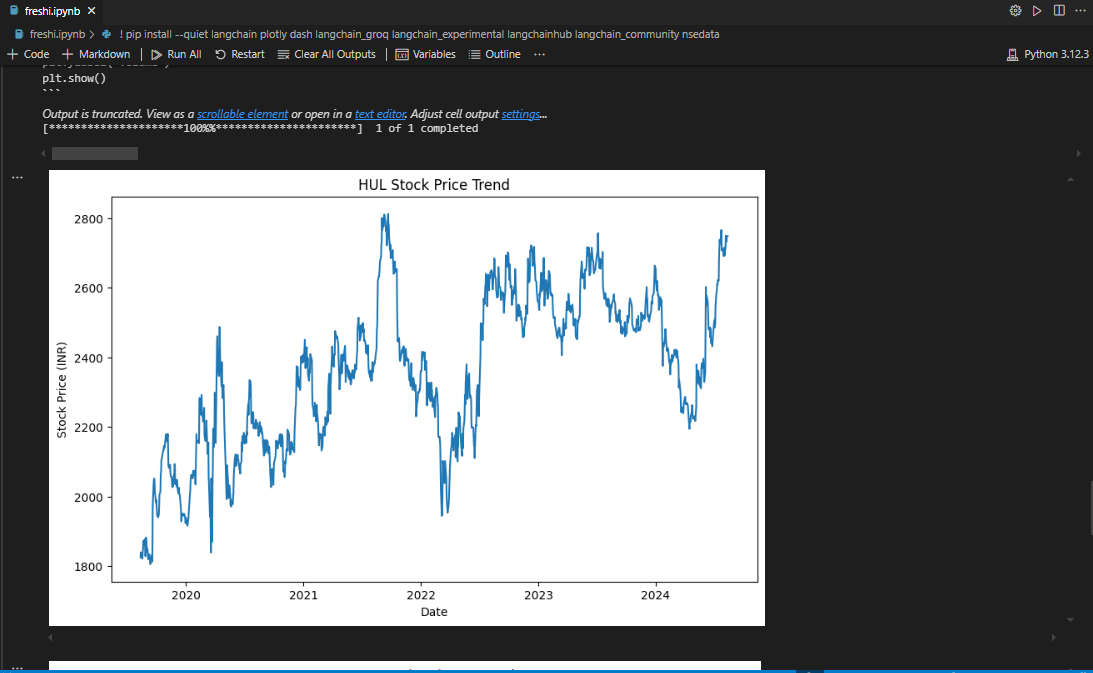 freshi.ipynb
freshi.ipynb > ! pip install --quiet langchain plotly dash langchain_groq langchain_experimental langchainhub langchain_community nsedata
+ Code + Markdown Run All Restart Clear All Outputs Variables Outline ... Python 3.12.3
plt.show()
```
Output is truncated. View as a scrollable element or open in a text editor. Adjust cell output settings...
[*********************100%%**********************]  1 of 1 completed
...
HUL Stock Price Trend
Stock Price (INR)
2800
2600
2400
2200
2000
1800
2020 2021 2022 2023 2024
Date
...